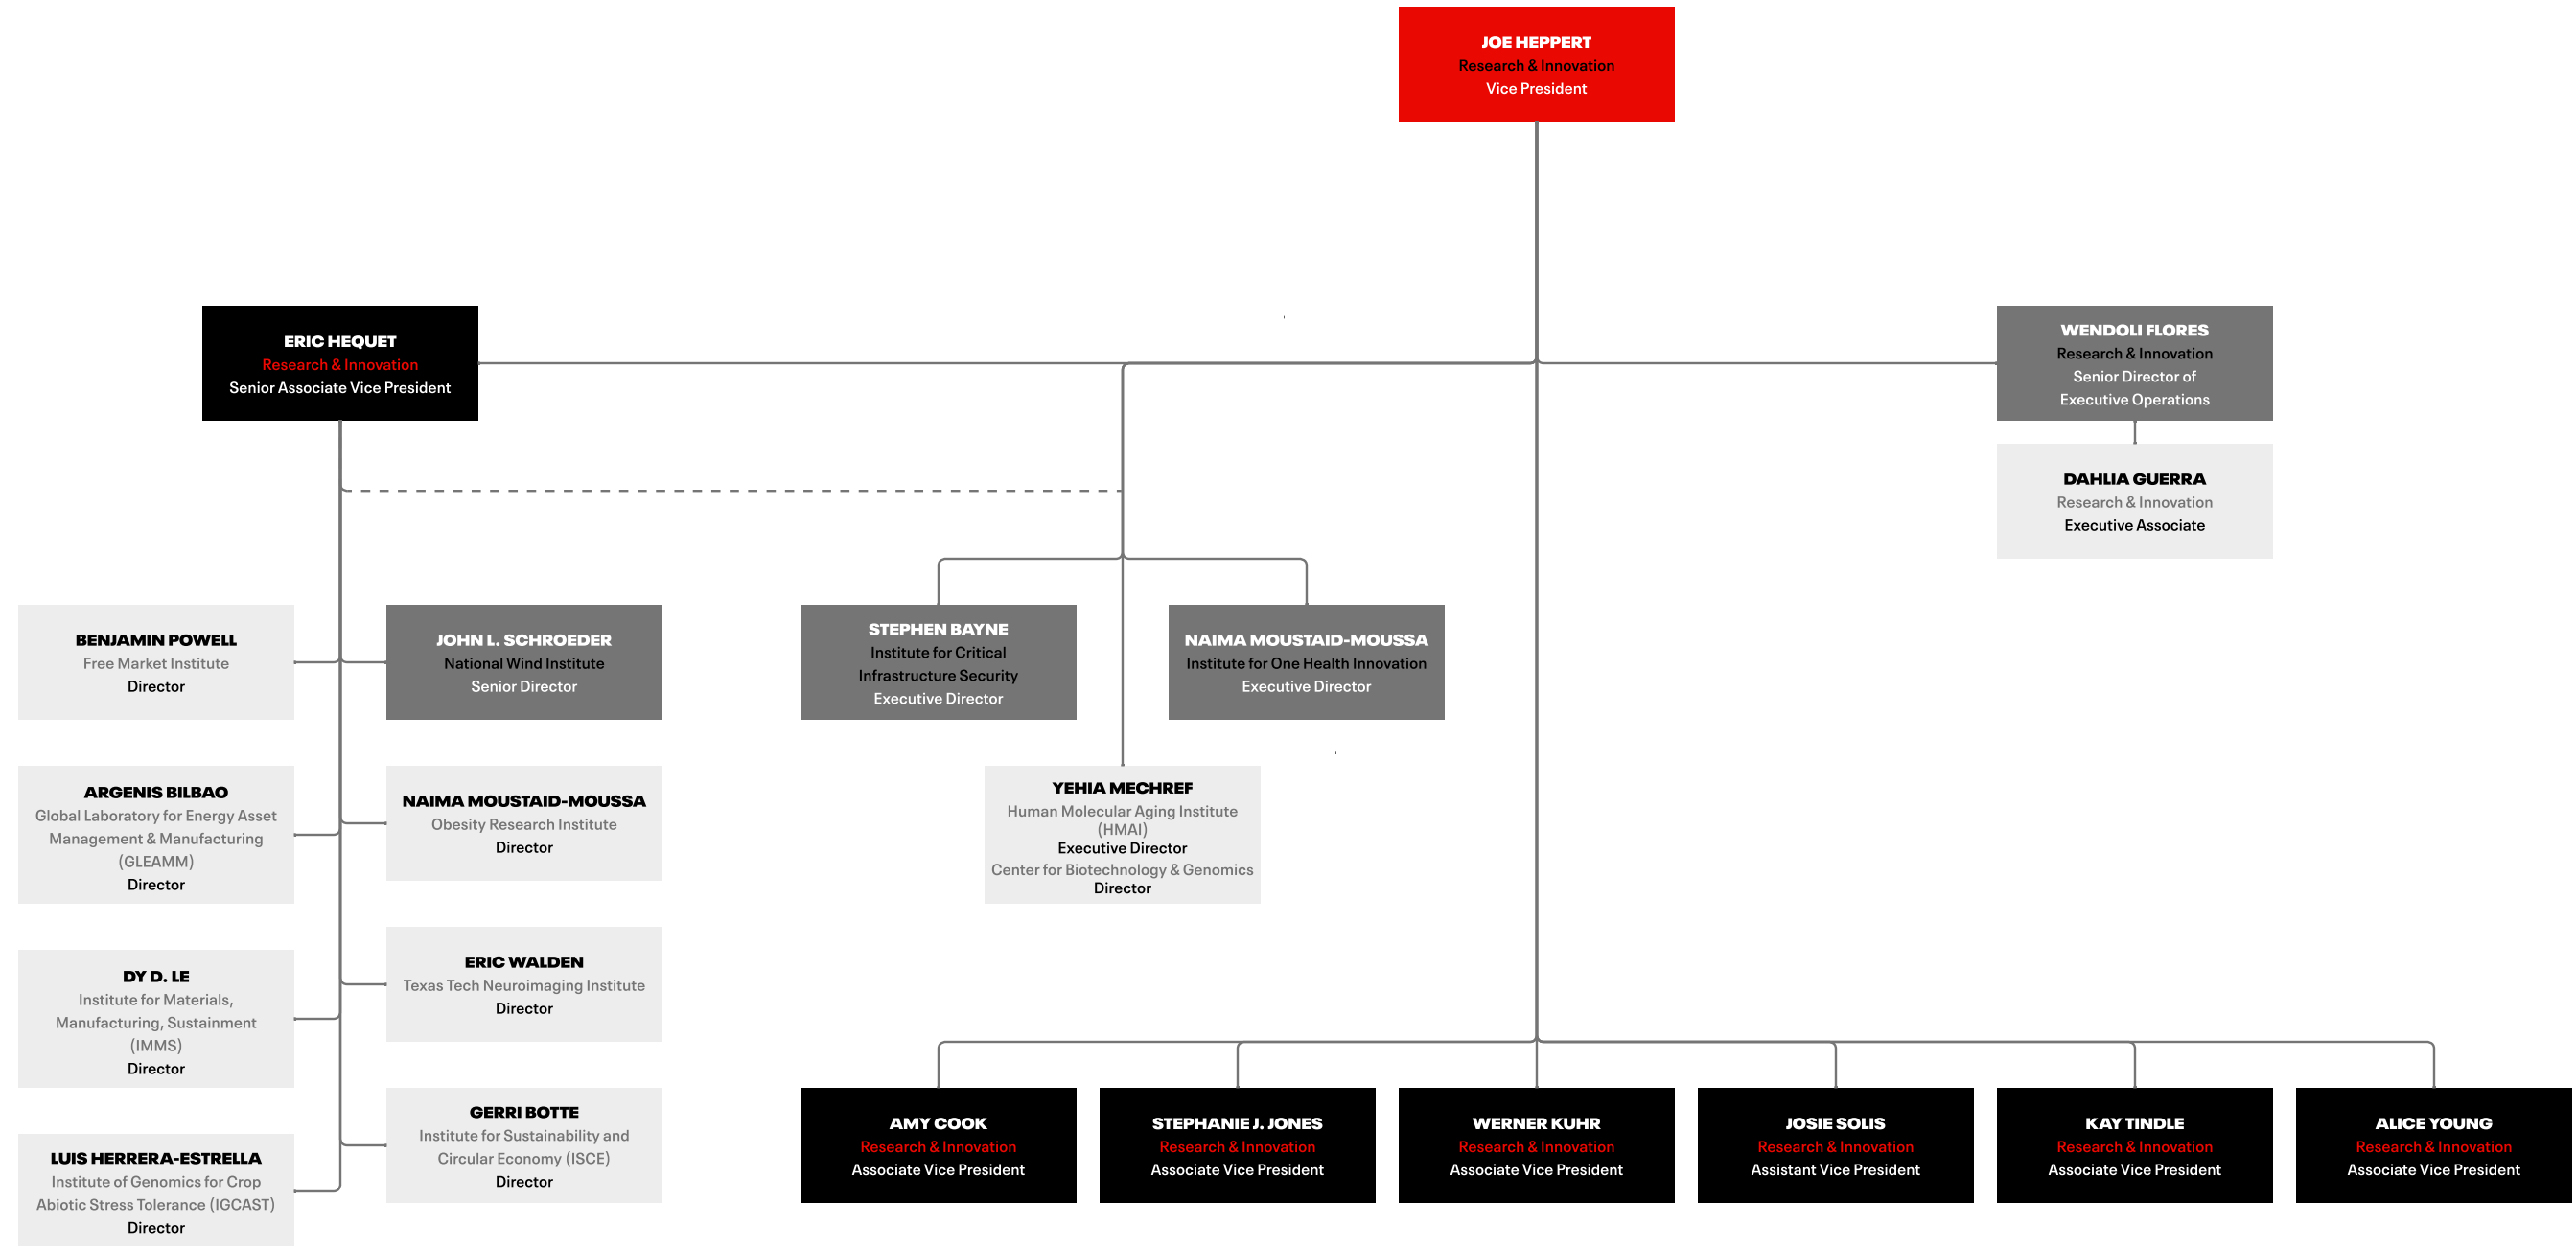 JOE HEPPERT
Research & Innovation
Vice President
ERIC HEQUET
Research & Innovation
Senior Associate Vice President
WENDOLI FLORES
Research & Innovation
Senior Director of
Executive Operations
DAHLIA GUERRA
Research & Innovation
Executive Associate
BENJAMIN POWELL
Free Market Institute
Director
JOHN L. SCHROEDER
National Wind Institute
Senior Director
STEPHEN BAYNE
Institute for Critical
Infrastructure Security
Executive Director
NAIMA MOUSTAID-MOUSSA
Institute for One Health Innovation
Executive Director
ARGENIS BILBAO
Global Laboratory for Energy Asset
Management & Manufacturing
(GLEAMM)
Director
NAIMA MOUSTAID-MOUSSA
Obesity Research Institute
Director
YEHIA MECHREF
Human Molecular Aging Institute
(HMAI)
Executive Director
Center for Biotechnology & Genomics
Director
DY D. LE
Institute for Materials,
Manufacturing, Sustainment
(IMMS)
Director
ERIC WALDEN
Texas Tech Neuroimaging Institute
Director
LUIS HERRERA-ESTRELLA
Institute of Genomics for Crop
Abiotic Stress Tolerance (IGCAST)
Director
GERRI BOTTE
Institute for Sustainability and
Circular Economy (ISCE)
Director
AMY COOK
Research & Innovation
Associate Vice President
STEPHANIE J. JONES
Research & Innovation
Associate Vice President
WERNER KUHR
Research & Innovation
Associate Vice President
JOSIE SOLIS
Research & Innovation
Assistant Vice President
KAY TINDLE
Research & Innovation
Associate Vice President
ALICE YOUNG
Research & Innovation
Associate Vice President